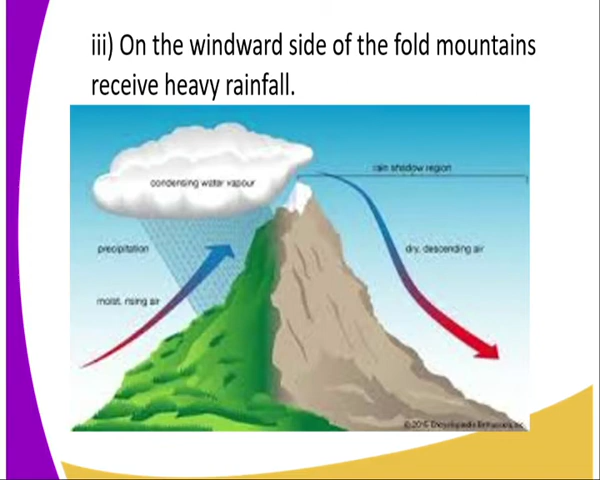 iii) On the windward side of the fold mountains
receive heavy rainfall.
rain shadow region
condensing water vapour
precipitation
dry, descending air
moist, rising air
© 2015 Encyclopædia Britannica, Inc.